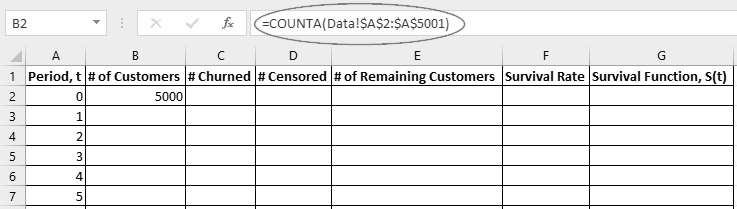 B2 fx =COUNTA(Data!$A$2:$A$5001)
A B C D E F G
1 Period, t # of Customers # Churned # Censored # of Remaining Customers Survival Rate Survival Function, S(t)
2 0 5000
3 1
4 2
5 3
6 4
7 5